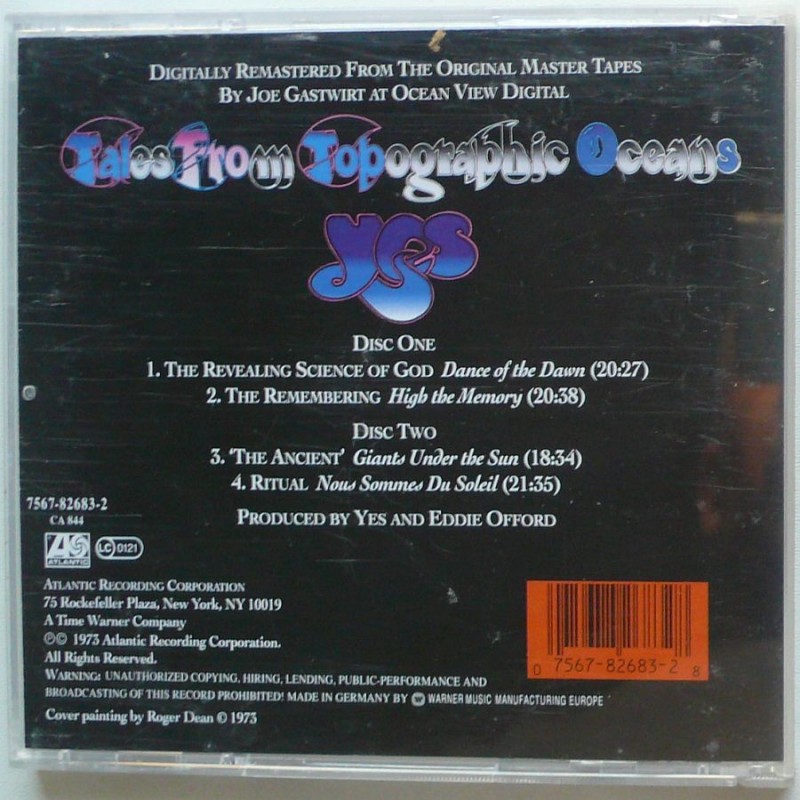 Digitally Remastered From The Original Master Tapes
By Joe Gastwirt at Ocean View Digital
Tales From Topographic Oceans
yes
Disc One
1. The Revealing Science of God Dance of the Dawn (20:27)
2. The Remembering High the Memory (20:38)
Disc Two
3. 'The Ancient' Giants Under the Sun (18:34)
4. Ritual Nous Sommes Du Soleil (21:35)
Produced by Yes and Eddie Offord
7567-82683-2
CA 844
ATLANTIC
LC 0121
Atlantic Recording Corporation
75 Rockefeller Plaza, New York, NY 10019
A Time Warner Company
℗© 1973 Atlantic Recording Corporation.
All Rights Reserved.
Warning: unauthorized copying, hiring, lending, public-performance and
broadcasting of this record prohibited! Made in Germany by WARNER MUSIC MANUFACTURING EUROPE
Cover painting by Roger Dean © 1973
0 7567-82683-2 8